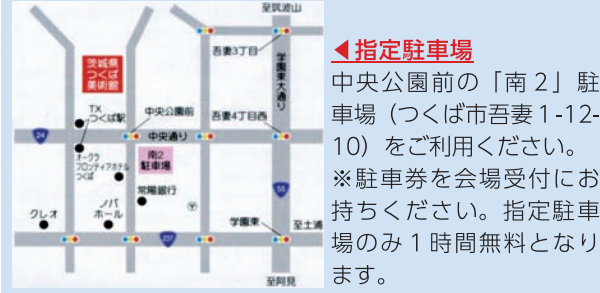 至筑波山
吾妻3丁目
学園東大通り
茨城県
つくば
美術館
TX
つくば駅
中央公園前
吾妻4丁目西
24
中央通り
南2
駐車場
オークラ
フロンティアホテル
つくば
常陽銀行
55
クレオ
ノバ
ホール
〒
学園東
至土浦
237
至阿見
◀指定駐車場
中央公園前の「南2」駐
車場（つくば市吾妻1-12-
10）をご利用ください。
※駐車券を会場受付にお
持ちください。指定駐車
場のみ1時間無料となり
ます。